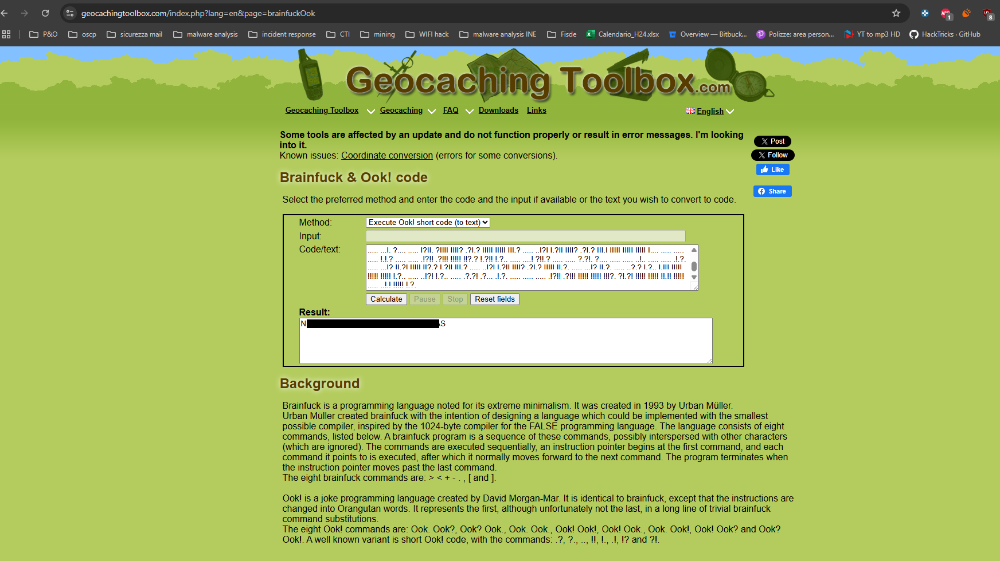 geocachingtoolbox.com/index.php?lang=en&page=brainfuckOok
P&O oscp sicurezza mail malware analysis incident response CTI mining WIFI hack malware analysis INE Fisde Calendario_H24.xlsx Overview — Bitbuck... Polizze: area person... YT to mp3 HD HackTricks · GitHub
Geocaching Toolbox.com
Geocaching Toolbox Geocaching FAQ Downloads Links English
Some tools are affected by an update and do not function properly or result in error messages. I'm looking
into it.
Known issues: Coordinate conversion (errors for some conversions).
Post
Follow
Like
Share
Brainfuck & Ook! code
Select the preferred method and enter the code and the input if available or the text you wish to convert to code.
Method: Execute Ook! short code (to text)
Input:
Code/text:
..... ...!. ?.... ..... !?!!. ?!!!! !!!!? .?!.? !!!!! !!!!! !!!.? ..... ..!?! !.?!! !!!!? .?!.? !!!.! !!!!! !!!!! !!!!! !.... ..... .....
..... !.!.? ..... ..... .!?!! .?!!! !!!!! !!?.? !.?!! !.?.. ..... ....! ?!!.? ..... ..... ?.?!. ?.... ..... ..... ..!.. ..... ..... .!.?.
..... ...!? !!.?! !!!!! !!?.? !.?!! !!!.? ..... ..!?! !.?!! !!!!? .?!.? !!!!! !!.?. ..... ...!? !!.?. ..... ..?.? !.?.. !.!!! !!!!!
!!!!! !!!!! !.?.. ..... ..!?! !.?.. ..... .?.?! .?... .!.?. ..... ..... ..... .!?!! .?!!! !!!!! !!!!! !!!?. ?!.?! !!!!! !!!!! !!.!! !!!!!
..... ..!.! !!!!! !.?.
Calculate Pause Stop Reset fields
Result:
N S
Background
Brainfuck is a programming language noted for its extreme minimalism. It was created in 1993 by Urban Müller.
Urban Müller created brainfuck with the intention of designing a language which could be implemented with the smallest
possible compiler, inspired by the 1024-byte compiler for the FALSE programming language. The language consists of eight
commands, listed below. A brainfuck program is a sequence of these commands, possibly interspersed with other characters
(which are ignored). The commands are executed sequentially, an instruction pointer begins at the first command, and each
command it points to is executed, after which it normally moves forward to the next command. The program terminates when
the instruction pointer moves past the last command.
The eight brainfuck commands are: > < + - . , [ and ].
Ook! is a joke programming language created by David Morgan-Mar. It is identical to brainfuck, except that the instructions are
changed into Orangutan words. It represents the first, although unfortunately not the last, in a long line of trivial brainfuck
command substitutions.
The eight Ook! commands are: Ook. Ook?, Ook? Ook., Ook. Ook., Ook! Ook!, Ook! Ook., Ook. Ook!, Ook! Ook? and Ook?
Ook!. A well known variant is short Ook! code, with the commands: .?, ?., .., !!, !., .!, !? and ?!.